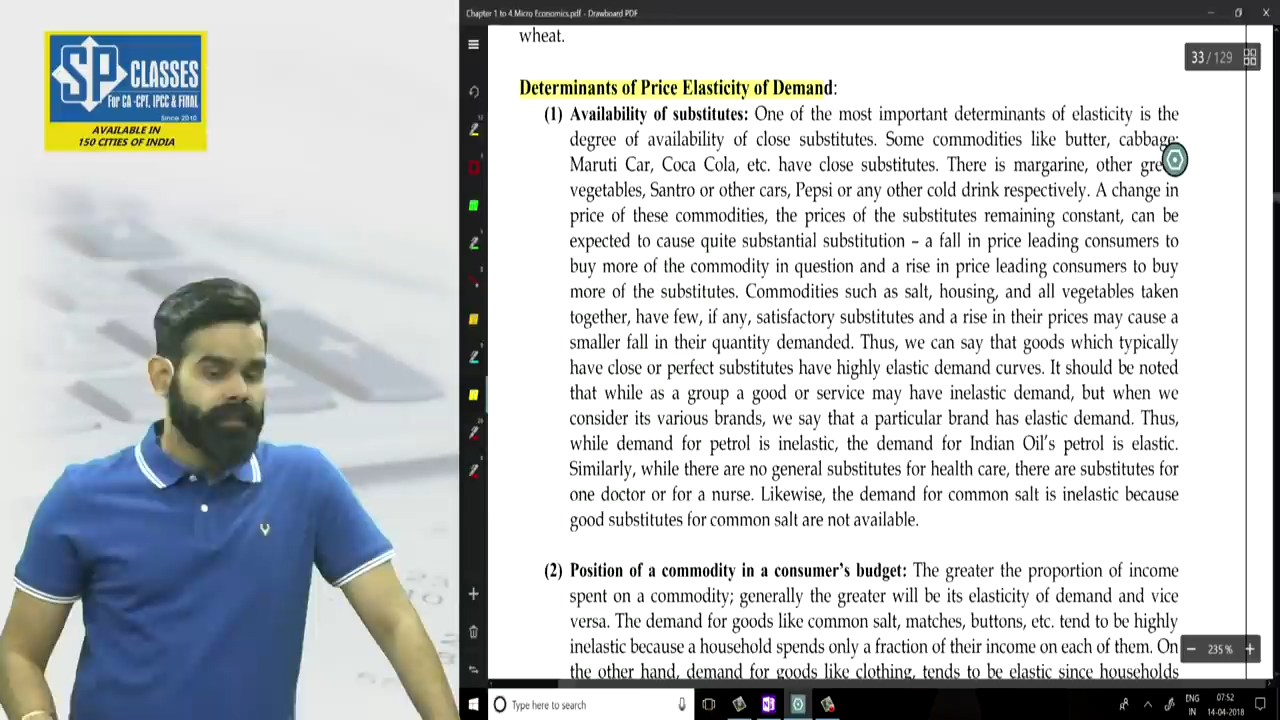 Chapter 1 to 4 Micro Economics.pdf - Drawboard PDF
SP CLASSES
For CA-CPT, IPCC & FINAL
Since 2010
AVAILABLE IN
150 CITIES OF INDIA
33 / 129
wheat.
Determinants of Price Elasticity of Demand:
(1) Availability of substitutes: One of the most important determinants of elasticity is the
degree of availability of close substitutes. Some commodities like butter, cabbage,
Maruti Car, Coca Cola, etc. have close substitutes. There is margarine, other
vegetables, Santro or other cars, Pepsi or any other cold drink respectively. A change in
price of these commodities, the prices of the substitutes remaining constant, can be
expected to cause quite substantial substitution – a fall in price leading consumers to
buy more of the commodity in question and a rise in price leading consumers to buy
more of the substitutes. Commodities such as salt, housing, and all vegetables taken
together, have few, if any, satisfactory substitutes and a rise in their prices may cause a
smaller fall in their quantity demanded. Thus, we can say that goods which typically
have close or perfect substitutes have highly elastic demand curves. It should be noted
that while as a group a good or service may have inelastic demand, but when we
consider its various brands, we say that a particular brand has elastic demand. Thus,
while demand for petrol is inelastic, the demand for Indian Oil's petrol is elastic.
Similarly, while there are no general substitutes for health care, there are substitutes for
one doctor or for a nurse. Likewise, the demand for common salt is inelastic because
good substitutes for common salt are not available.
(2) Position of a commodity in a consumer's budget: The greater the proportion of income
spent on a commodity; generally the greater will be its elasticity of demand and vice
versa. The demand for goods like common salt, matches, buttons, etc. tend to be highly
inelastic because a household spends only a fraction of their income on each of them. On
the other hand, demand for goods like clothing, tends to be elastic since households
235 %
Type here to search
ENG
IN
07:52
14-04-2018